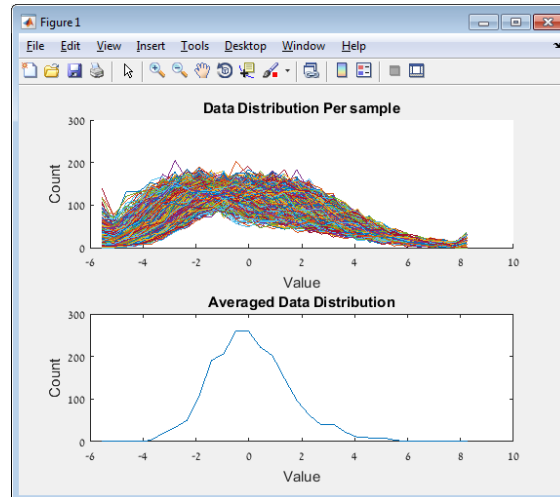 Figure 1
File Edit View Insert Tools Desktop Window Help
Data Distribution Per sample
300
200
100
0
Count
-6 -4 -2 0 2 4 6 8 10
Value
Averaged Data Distribution
300
200
100
0
Count
-6 -4 -2 0 2 4 6 8 10
Value